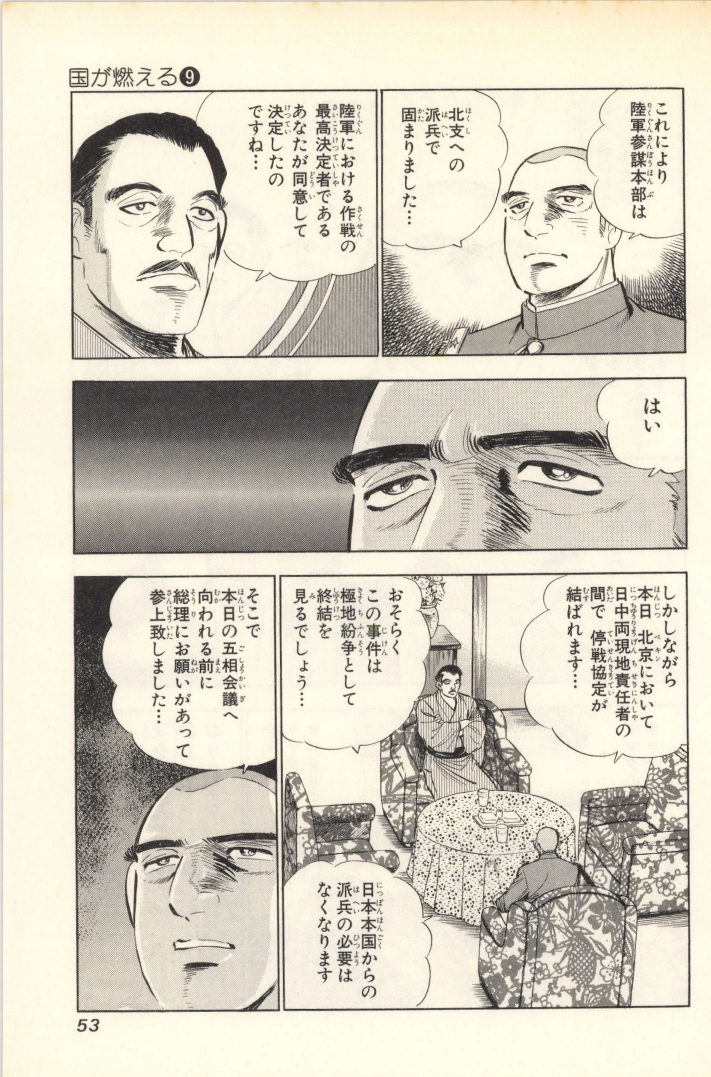 国が燃える❾
これにより
陸軍参謀本部は
北支への
派兵で
固まりました…
陸軍における作戦の
最高決定者である
あなたが同意して
決定したの
ですね…
はい
しかしながら
本日 北京において
日中両現地責任者の
間で 停戦協定が
結ばれます…
おそらく
この事件は
極地紛争として
終結を
見るでしょう…
日本本国からの
派兵の必要は
なくなります
そこで
本日の五相会議へ
向われる前に
総理にお願いがあって
参上致しました…
53